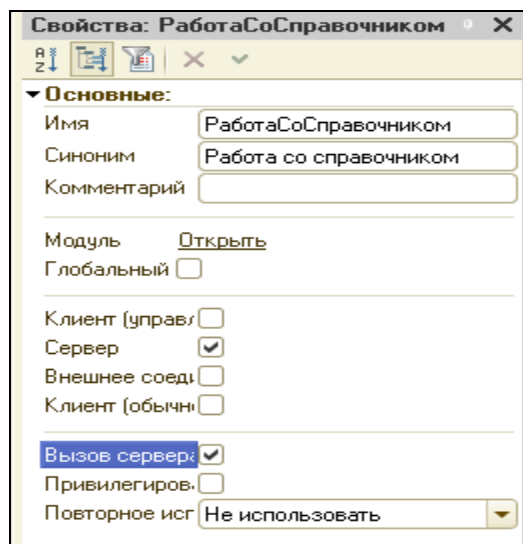 Свойства: РаботаСоСправочником
Основные:
Имя РаботаСоСправочником
Синоним Работа со справочником
Комментарий
Модуль Открыть
Глобальный
Клиент (управл
Сервер
Внешнее соеди
Клиент (обычн
Вызов сервера
Привилегирова
Повторное исп Не использовать